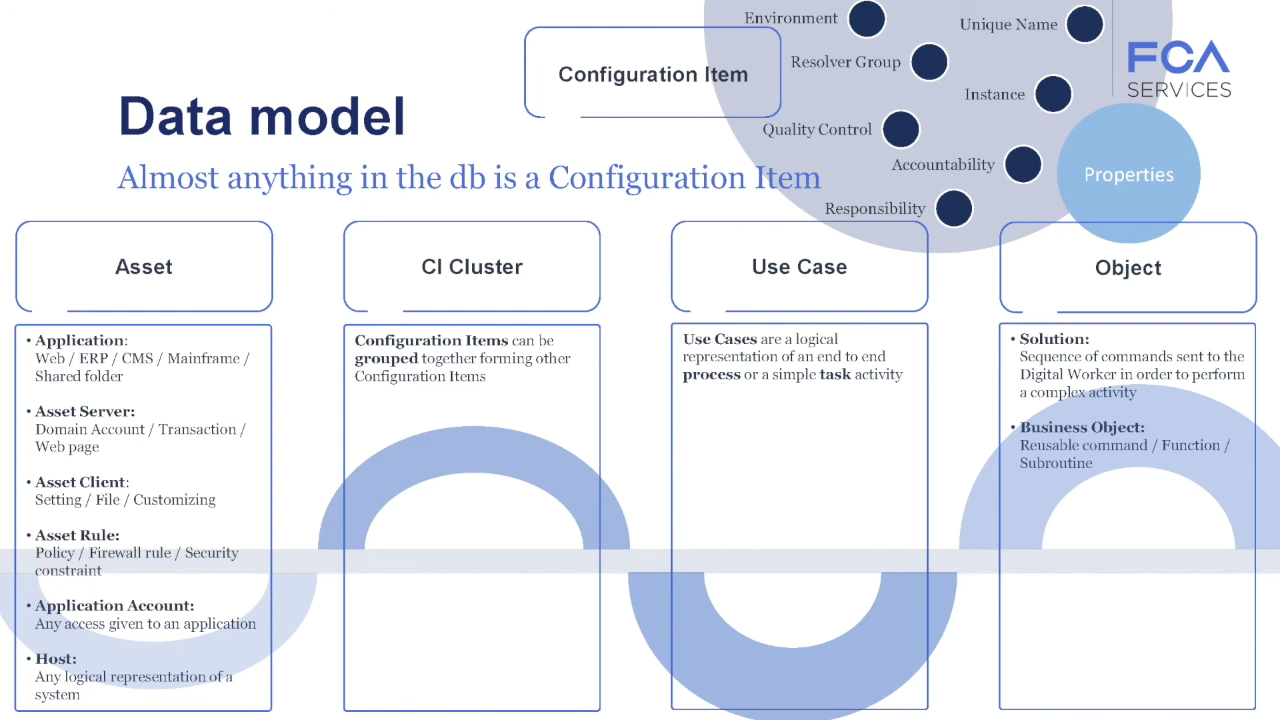 Environment
Unique Name
Configuration Item
Resolver Group
FCA
SERVICES
Instance
Data model
Quality Control
Accountability
Properties
Almost anything in the db is a Configuration Item
Responsibility
Asset
• Application:
Web / ERP / CMS / Mainframe /
Shared folder
• Asset Server:
Domain Account / Transaction /
Web page
• Asset Client:
Setting / File / Customizing
• Asset Rule:
Policy / Firewall rule / Security
constraint
• Application Account:
Any access given to an application
• Host:
Any logical representation of a
system
CI Cluster
Configuration Items can be
grouped together forming other
Configuration Items
Use Case
Use Cases are a logical
representation of an end to end
process or a simple task activity
Object
• Solution:
Sequence of commands sent to the
Digital Worker in order to perform
a complex activity
• Business Object:
Reusable command / Function /
Subroutine